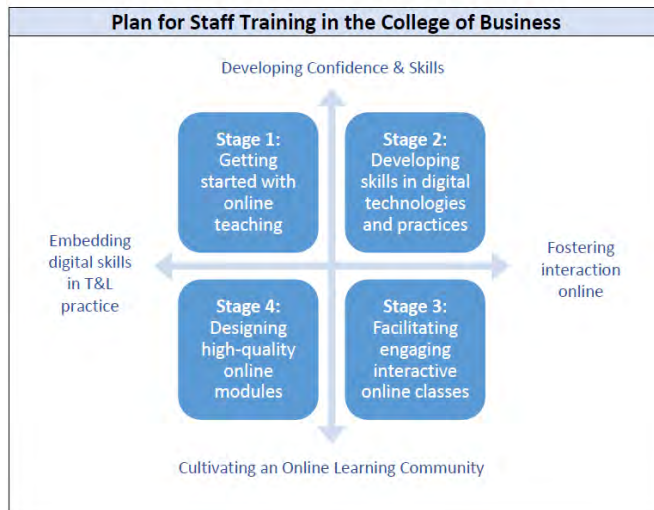 Plan for Staff Training in the College of Business
Developing Confidence & Skills
Stage 1:
Getting
started with
online
teaching
Stage 2:
Developing
skills in digital
technologies
and practices
Embedding
digital skills
in T&L
practice
Fostering
interaction
online
Stage 4:
Designing
high-quality
online
modules
Stage 3:
Facilitating
engaging
interactive
online classes
Cultivating an Online Learning Community